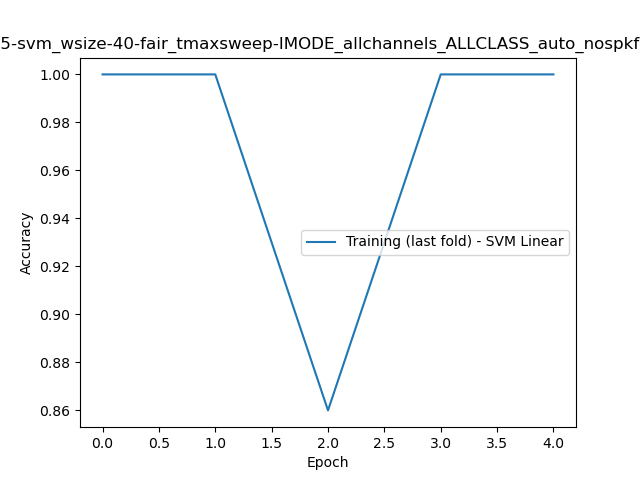 5-svm_wsize-40-fair_tmaxsweep-IMODE_allchannels_ALLCLASS_auto_nospkf
1.00
0.98
0.96
0.94
0.92
0.90
0.88
0.86
Accuracy
Training (last fold) - SVM Linear
0.0 0.5 1.0 1.5 2.0 2.5 3.0 3.5 4.0
Epoch